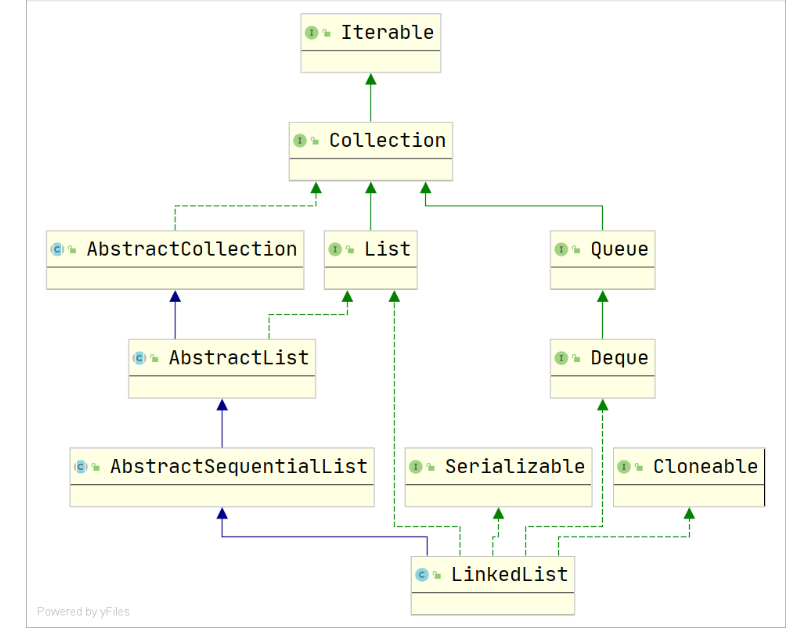 I Iterable
I Collection
C AbstractCollection
I List
I Queue
C AbstractList
I Deque
C AbstractSequentialList
I Serializable
I Cloneable
C LinkedList
Powered by yFiles